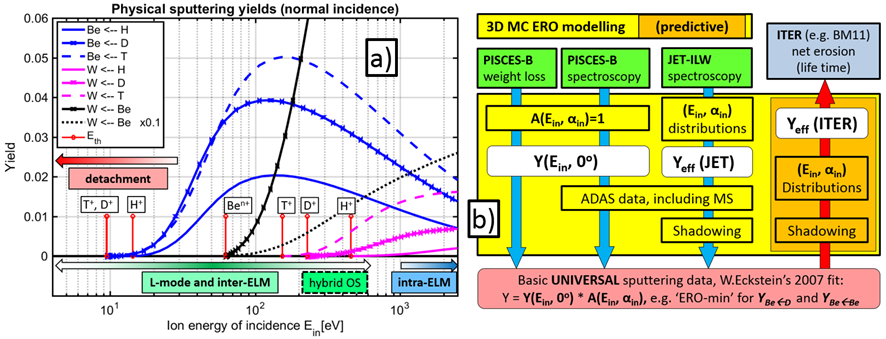 Physical sputtering yields (normal incidence)
0.06
0.05
0.04
0.03
0.02
0.01
0
Yield
Be <-- H
Be <-- D
Be <-- T
W <-- H
W <-- D
W <-- T
W <-- Be
W <-- Be x0.1
E_th
a)
detachment
T⁺, D⁺
H⁺
Beⁿ⁺
T⁺
D⁺
H⁺
L-mode and inter-ELM
hybrid OS
intra-ELM
10¹
10²
10³
Ion energy of incidence E_in[eV]
3D MC ERO modelling
(predictive)
ITER (e.g. BM11)
net erosion
(life time)
PISCES-B
weight loss
PISCES-B
spectroscopy
JET-ILW
spectroscopy
A(E_in, α_in)=1
(E_in, α_in)
distributions
Y_eff (ITER)
Y(E_in, 0º)
Y_eff (JET)
(E_in, α_in)
Distributions
ADAS data, including MS
Shadowing
Shadowing
b)
Basic UNIVERSAL sputtering data, W.Eckstein's 2007 fit:
Y = Y(E_in, 0º) * A(E_in, α_in), e.g. 'ERO-min' for Y_Be←D and Y_Be←Be